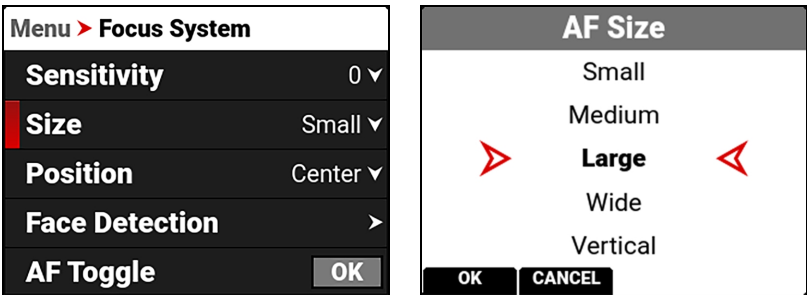 Menu > Focus System
Sensitivity 0
Size Small
Position Center
Face Detection
AF Toggle OK
AF Size
Small
Medium
Large
Wide
Vertical
OK CANCEL